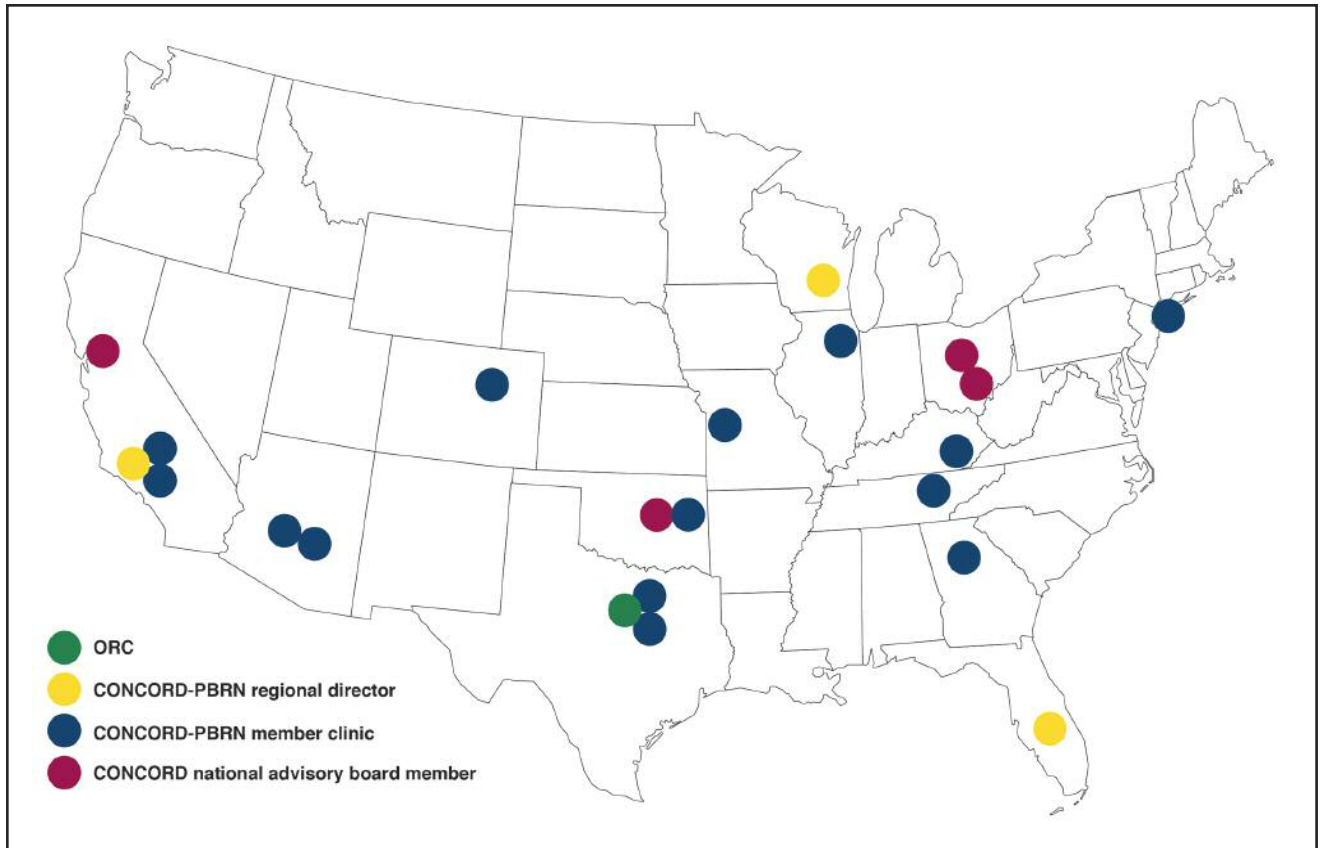 ORC
CONCORD-PBRN regional director
CONCORD-PBRN member clinic
CONCORD national advisory board member